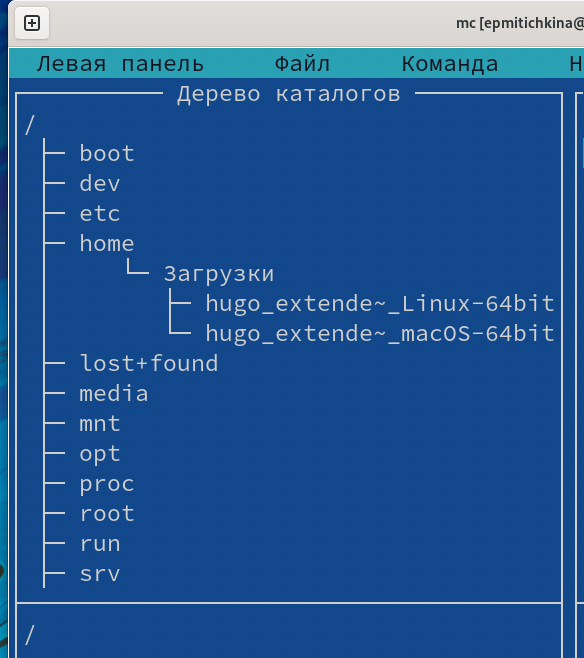 mc [epmitichkina@
Левая панель Файл Команда Н
Дерево каталогов
/
boot
dev
etc
home
Загрузки
hugo_extende~_Linux-64bit
hugo_extende~_macOS-64bit
lost+found
media
mnt
opt
proc
root
run
srv
/